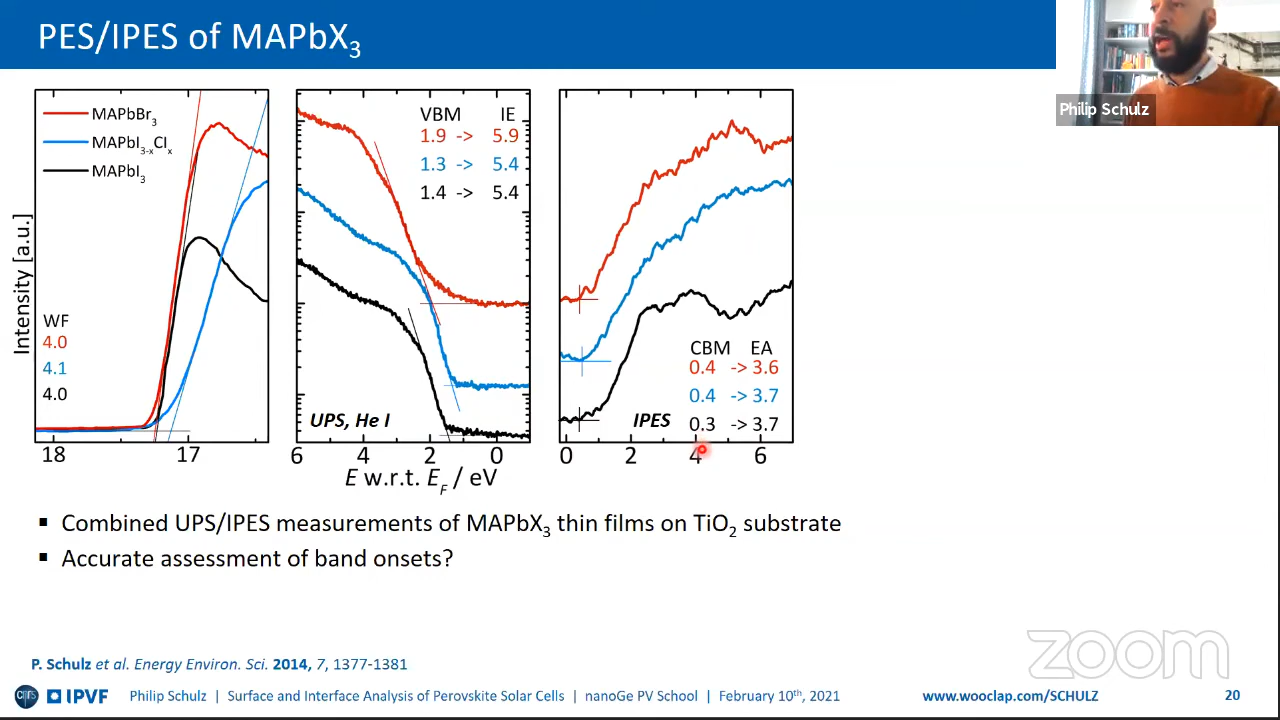 PES/IPES of MAPbX3
Philip Schulz
MAPbBr3
MAPbI3-xClx
MAPbI3
WF
4.0
4.1
4.0
Intensity [a.u.]
18 17
VBM IE
1.9 -> 5.9
1.3 -> 5.4
1.4 -> 5.4
UPS, He I
6 4 2 0
CBM EA
0.4 -> 3.6
0.4 -> 3.7
0.3 -> 3.7
IPES
0 2 4 6
E w.r.t. EF / eV
▪ Combined UPS/IPES measurements of MAPbX3 thin films on TiO2 substrate
▪ Accurate assessment of band onsets?
zoom
P. Schulz et al. Energy Environ. Sci. 2014, 7, 1377-1381
cnrs IPVF Philip Schulz | Surface and Interface Analysis of Perovskite Solar Cells | nanoGe PV School | February 10th, 2021 www.wooclap.com/SCHULZ 20